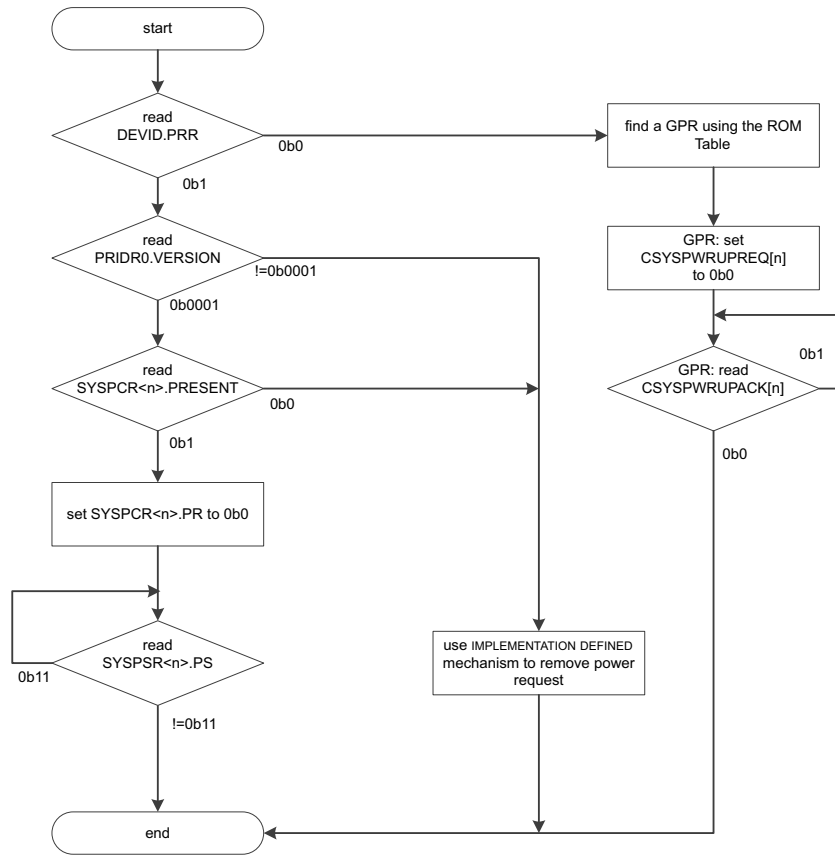 start
read
DEVID.PRR
0b0
0b1
find a GPR using the ROM
Table
read
PRIDR0.VERSION
!=0b0001
0b0001
GPR: set
CSYSPWRUPREQ[n]
to 0b0
read
SYSPCR<n>.PRESENT
0b0
0b1
GPR: read
CSYSPWRUPACK[n]
0b1
0b0
set SYSPCR<n>.PR to 0b0
read
SYSPSR<n>.PS
0b11
!=0b11
use IMPLEMENTATION DEFINED
mechanism to remove power
request
end